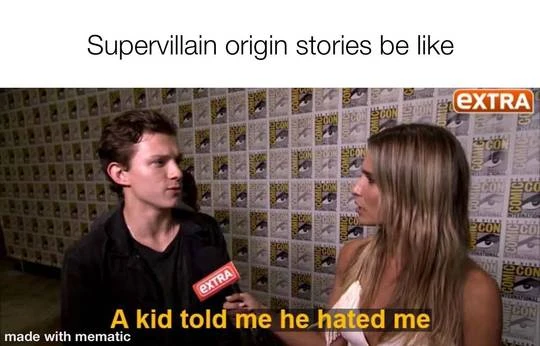 Supervillain origin stories be like
extra
extra
A kid told me he hated me
made with mematic